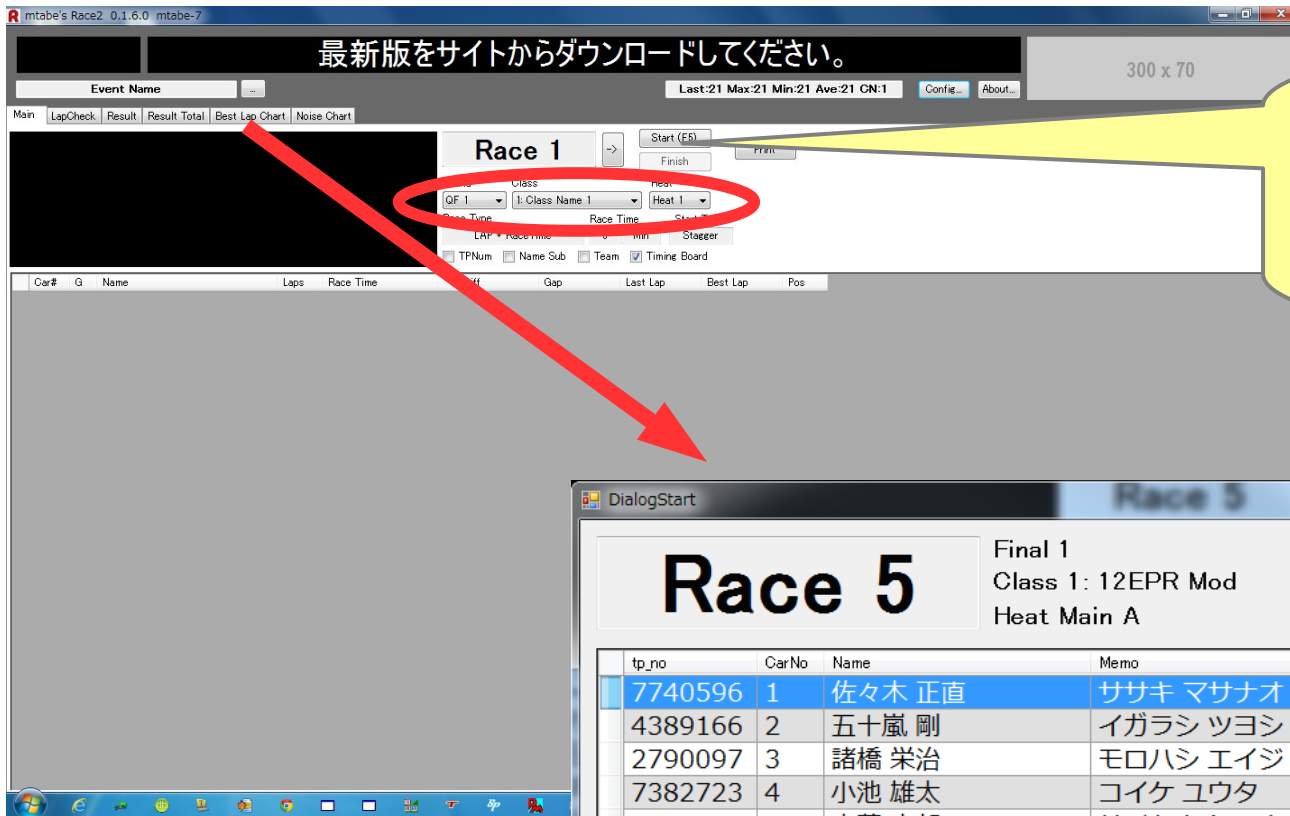 mtabe's Race2 0.1.6.0 mtabe-7
最新版をサイトからダウンロードしてください。
300 x 70
Event Name
...
Last:21 Max:21 Min:21 Ave:21 CN:1
Config...
About...
Main LapCheck Result Result Total Best Lap Chart Noise Chart
Race 1
->
Start (F5)
Print
Finish
Class
Heat
QF 1
1: Class Name 1
Heat 1
Race Type
Race Time
LAP + RaceTime
Min
Stagger
TPNum Name Sub Team Timing Board
Car# G Name Laps Race Time Diff Gap Last Lap Best Lap Pos
DialogStart
Race 5
Race 5
Final 1
Class 1: 12EPR Mod
Heat Main A
tp_no CarNo Name Memo
7740596 1 佐々木 正直 ササキ マサナオ
4389166 2 五十嵐 剛 イガラシ ツヨシ
2790097 3 諸橋 栄治 モロハシ エイジ
7382723 4 小池 雄太 コイケ ユウタ